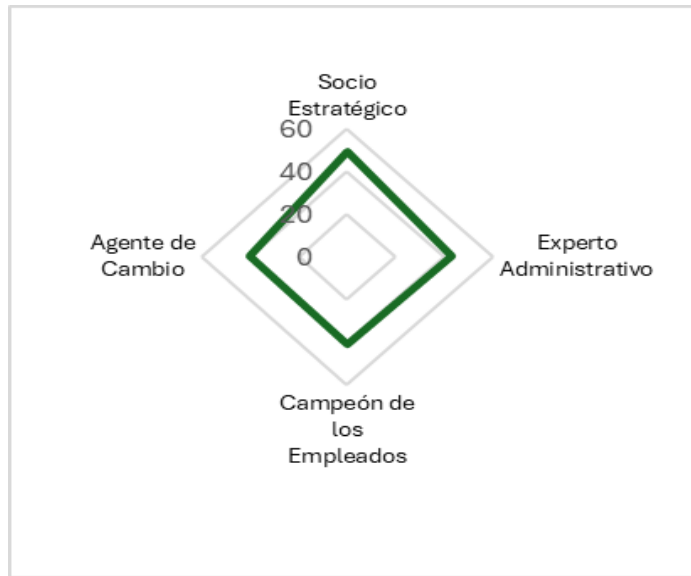 Socio
Estratégico
60
40
20
0
Agente de
Cambio
Experto
Administrativo
Campeón de
los
Empleados